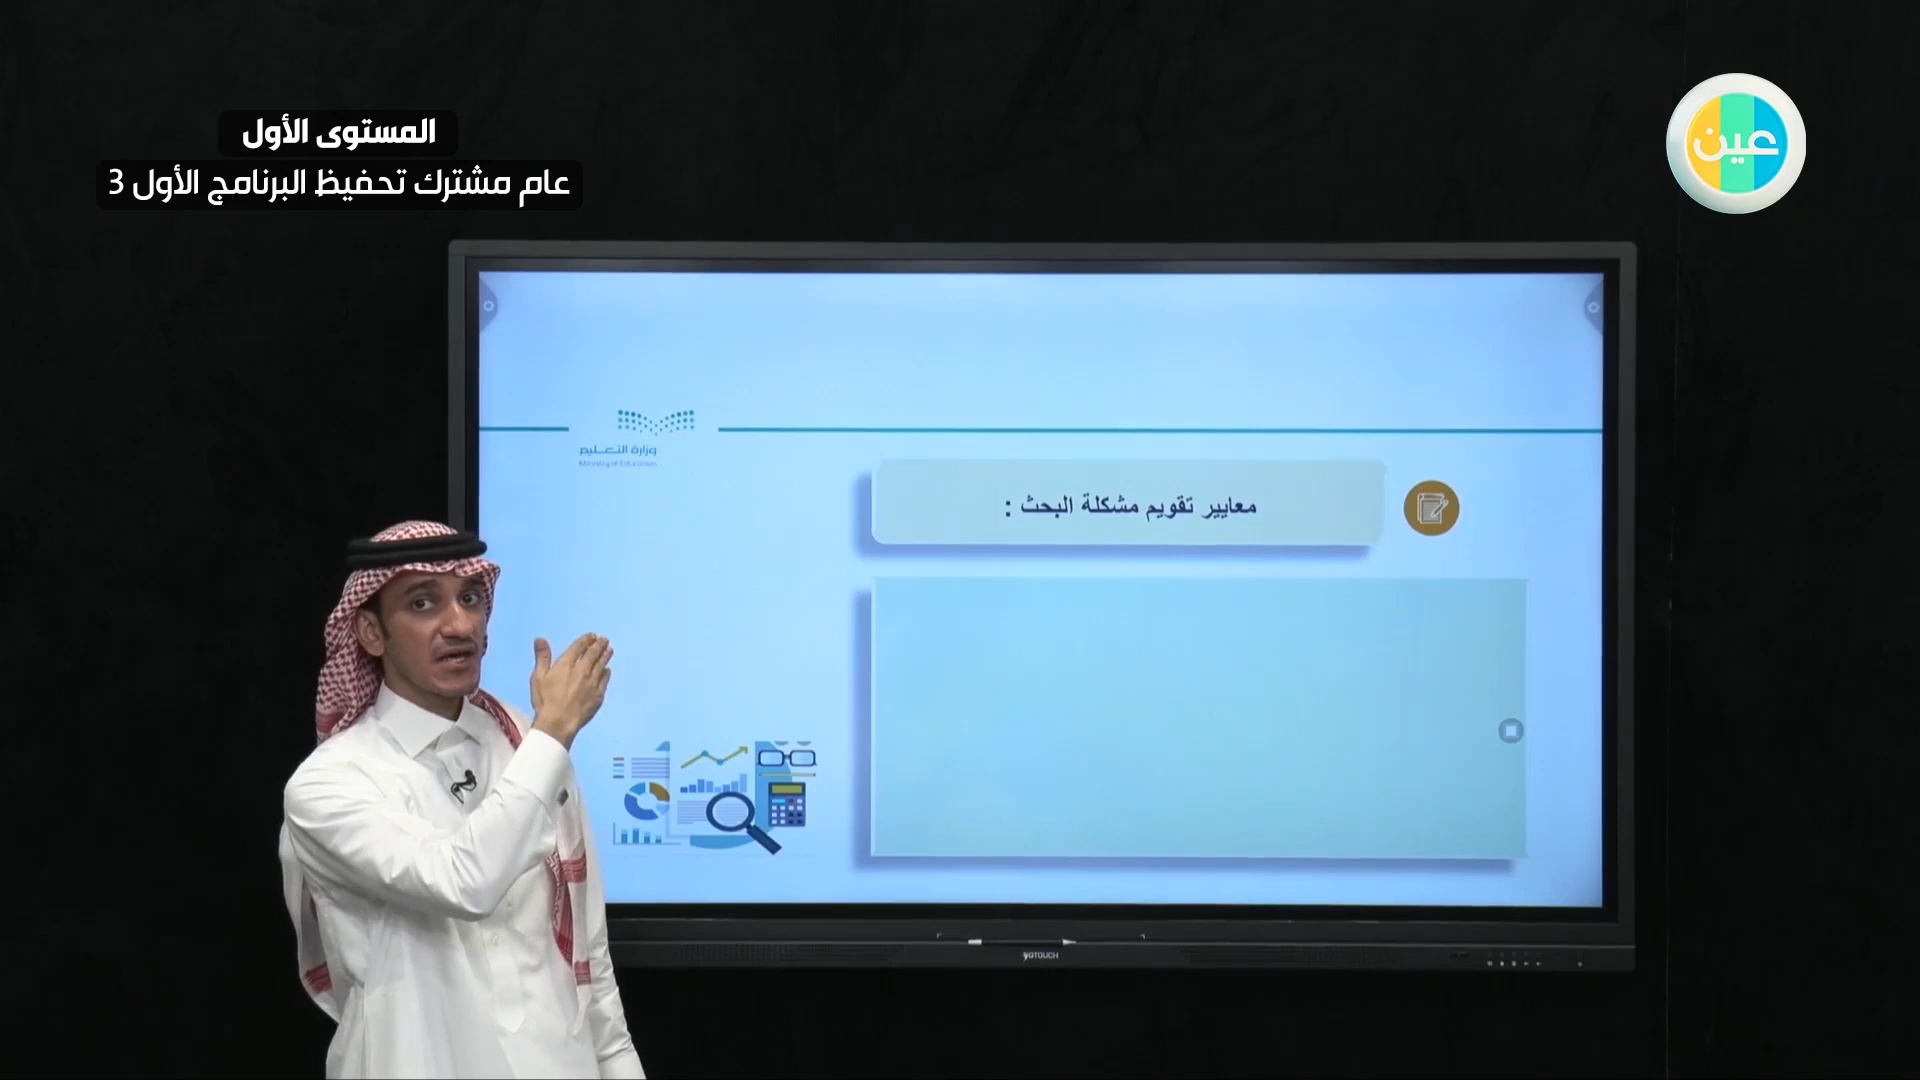 المستوى الأول
عام مشترك تحفيظ البرنامج الأول 3
عين
وزارة التعليم
Ministry of Education
معايير تقويم مشكلة البحث :